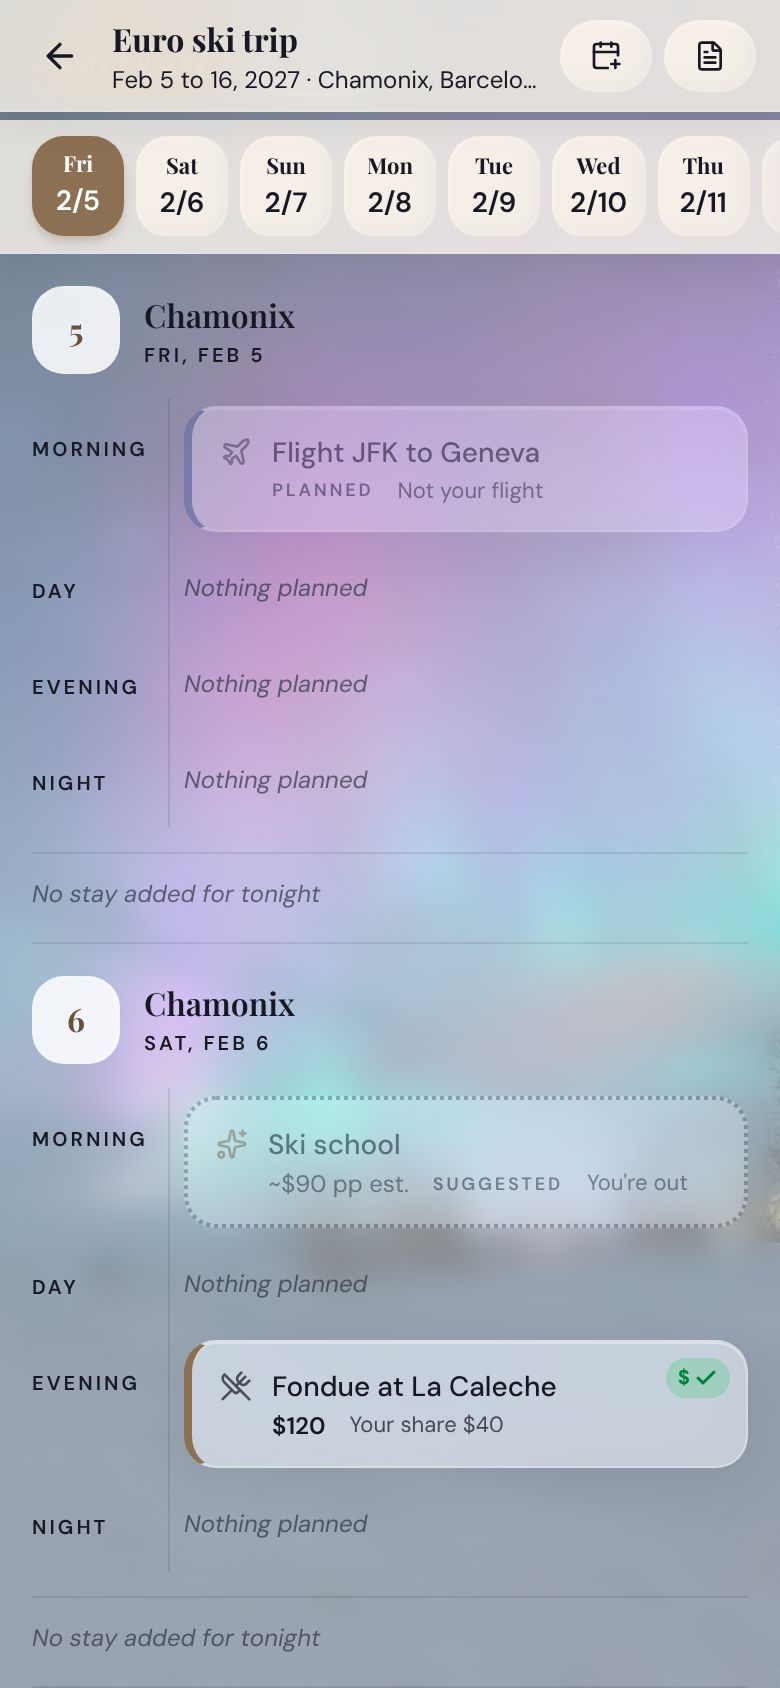 Euro ski trip
Feb 5 to 16, 2027 · Chamonix, Barcelo...
Fri
2/5
Sat
2/6
Sun
2/7
Mon
2/8
Tue
2/9
Wed
2/10
Thu
2/11
5
Chamonix
FRI, FEB 5
MORNING
Flight JFK to Geneva
PLANNED Not your flight
DAY
Nothing planned
EVENING
Nothing planned
NIGHT
Nothing planned
No stay added for tonight
6
Chamonix
SAT, FEB 6
MORNING
Ski school
~$90 pp est. SUGGESTED You're out
DAY
Nothing planned
EVENING
Fondue at La Caleche
$
$120 Your share $40
NIGHT
Nothing planned
No stay added for tonight